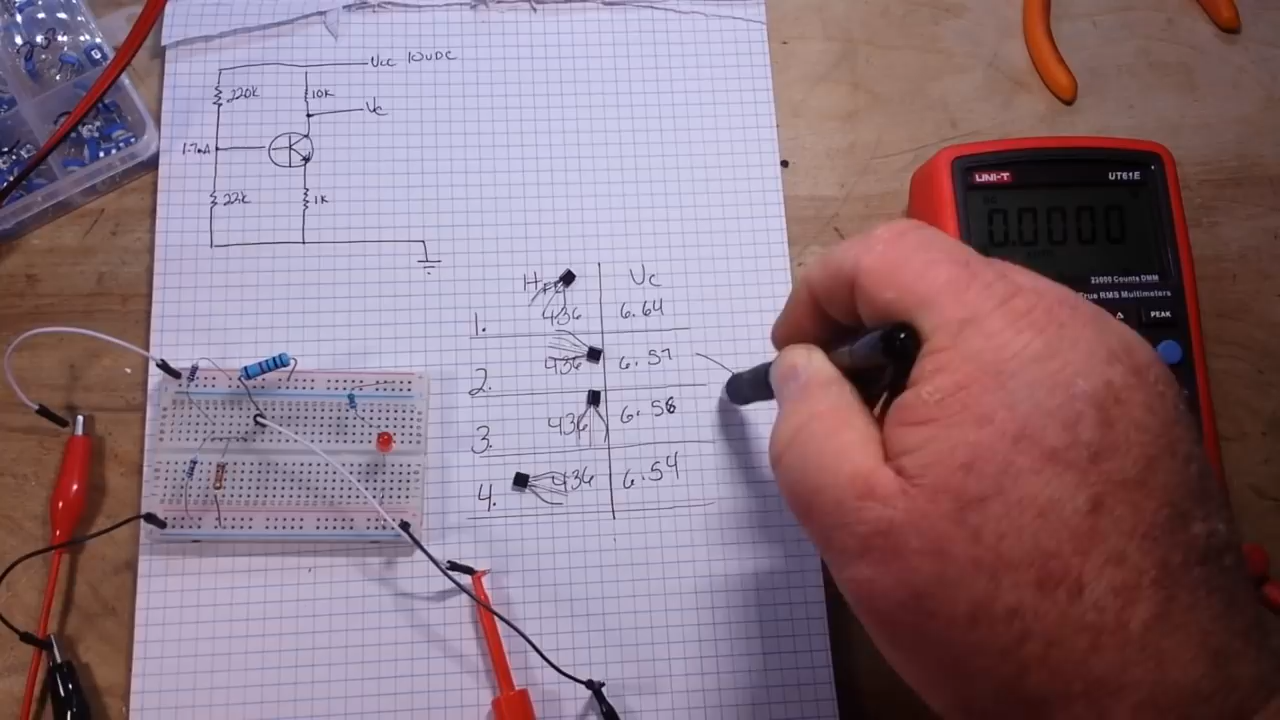 Vcc 10VDC
220K
10K
Vc
1.7mA
22K
1K
UNI-T
UT61E
0.0000
22000 Counts DMM
True RMS Multimeters
PEAK
HFE Vc
1. 436 6.64
2. 436 6.57
3. 436 6.58
4. 436 6.54